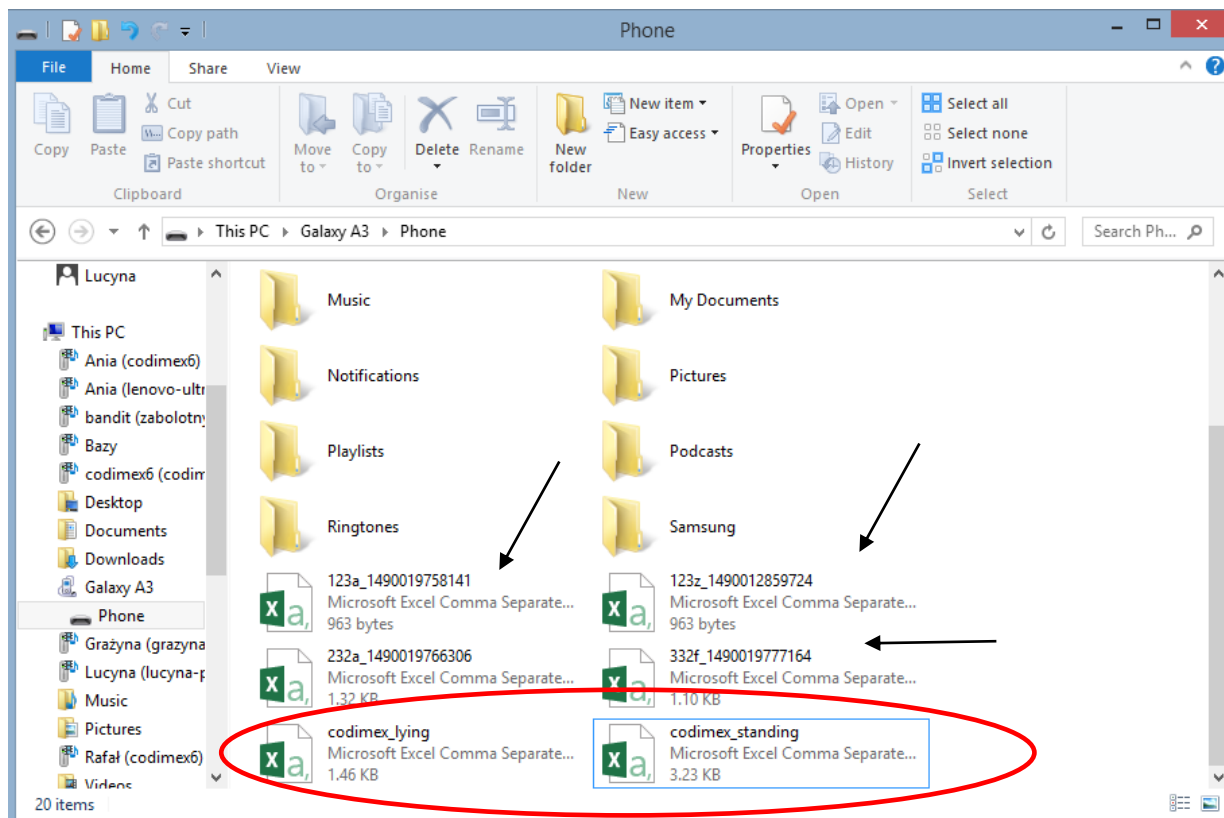 Phone
File Home Share View
Cut
Copy path
Paste shortcut
Copy
Paste
Clipboard
Move to
Copy to
Delete
Rename
Organise
New folder
New item
Easy access
New
Properties
Open
Edit
History
Open
Select all
Select none
Invert selection
Select
This PC Galaxy A3 Phone
Search Ph...
Lucyna
This PC
Ania (codimex6)
Ania (lenovo-ultr
bandit (zabolotny
Bazy
codimex6 (codim
Desktop
Documents
Downloads
Galaxy A3
Phone
Grażyna (grazyna
Lucyna (lucyna-p
Music
Pictures
Rafał (codimex6)
Videos
Music
My Documents
Notifications
Pictures
Playlists
Podcasts
Ringtones
Samsung
123a_1490019758141
Microsoft Excel Comma Separate...
963 bytes
123z_1490012859724
Microsoft Excel Comma Separate...
963 bytes
232a_1490019766306
Microsoft Excel Comma Separate...
1.32 KB
332f_1490019777164
Microsoft Excel Comma Separate...
1.10 KB
codimex_lying
Microsoft Excel Comma Separate...
1.46 KB
codimex_standing
Microsoft Excel Comma Separate...
3.23 KB
20 items